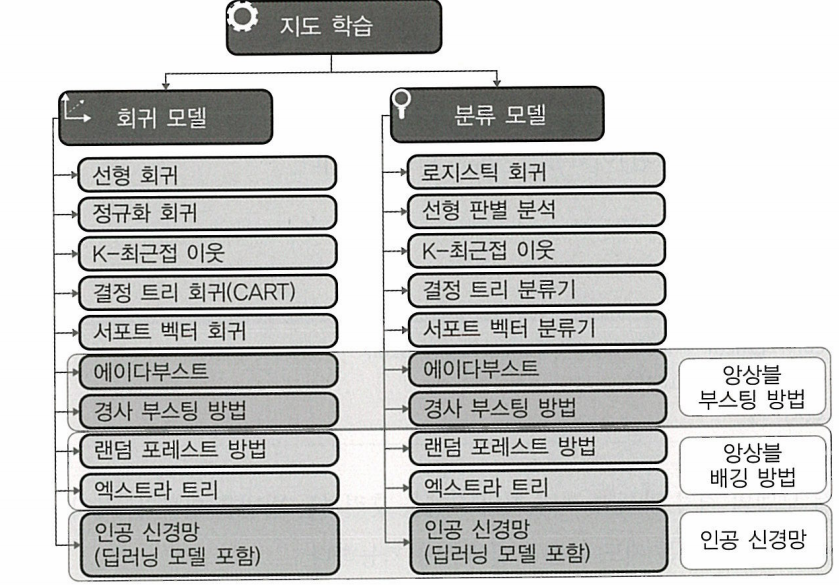 지도 학습
회귀 모델
선형 회귀
정규화 회귀
K-최근접 이웃
결정 트리 회귀(CART)
서포트 벡터 회귀
에이다부스트
경사 부스팅 방법
랜덤 포레스트 방법
엑스트라 트리
인공 신경망
(딥러닝 모델 포함)
분류 모델
로지스틱 회귀
선형 판별 분석
K-최근접 이웃
결정 트리 분류기
서포트 벡터 분류기
에이다부스트
경사 부스팅 방법
랜덤 포레스트 방법
엑스트라 트리
인공 신경망
(딥러닝 모델 포함)
앙상블
부스팅 방법
앙상블
배깅 방법
인공 신경망